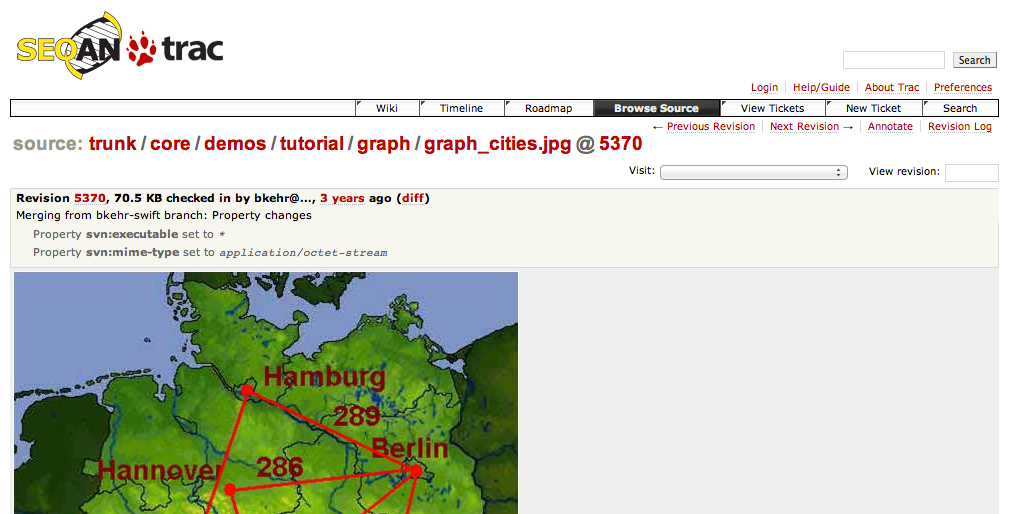 SEQAN trac
Search
Login Help/Guide About Trac Preferences
Wiki Timeline Roadmap Browse Source View Tickets New Ticket Search
← Previous Revision Next Revision → Annotate Revision Log
source: trunk / core / demos / tutorial / graph / graph_cities.jpg @ 5370
Visit: View revision:
Revision 5370, 70.5 KB checked in by bkehr@..., 3 years ago (diff)
Merging from bkehr-swift branch: Property changes
Property svn:executable set to *
Property svn:mime-type set to application/octet-stream
Hamburg
289
Berlin
Hannover 286